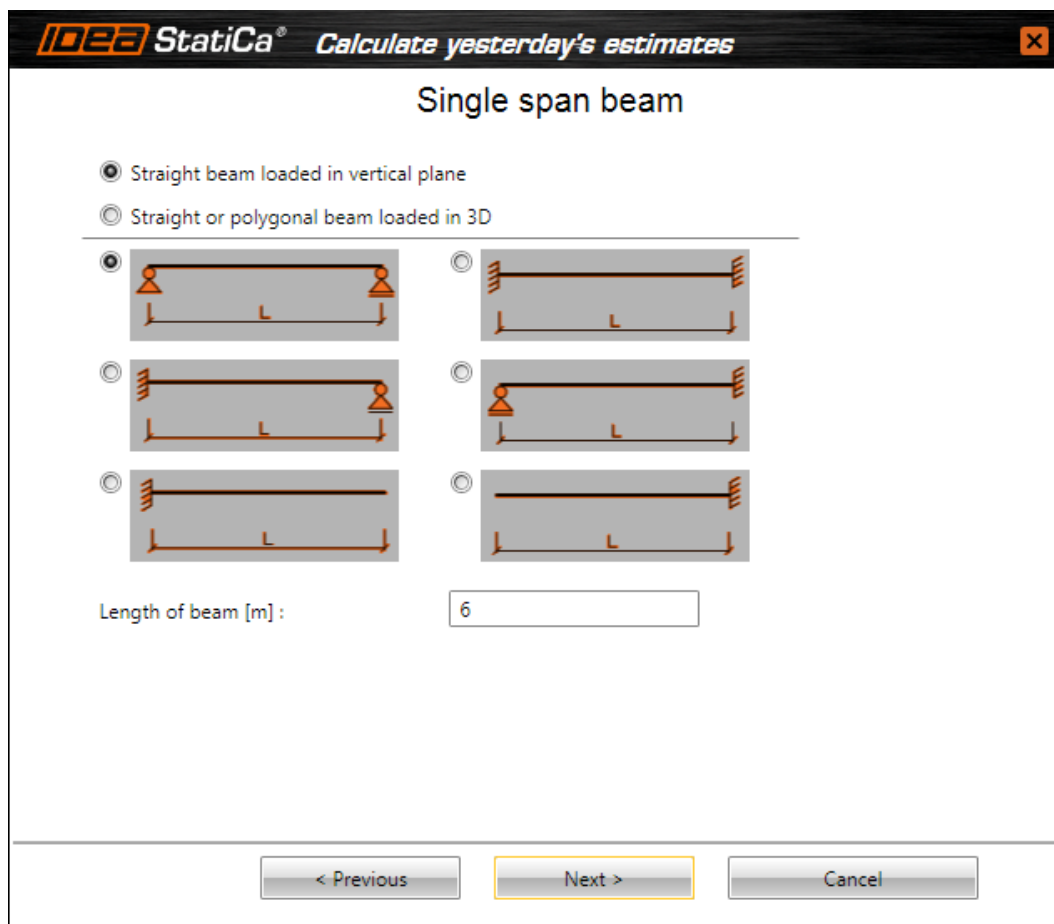 IDEA StatiCa® Calculate yesterday's estimates
Single span beam
Straight beam loaded in vertical plane
Straight or polygonal beam loaded in 3D
L L
L L
L L
Length of beam [m] : 6
< Previous Next > Cancel